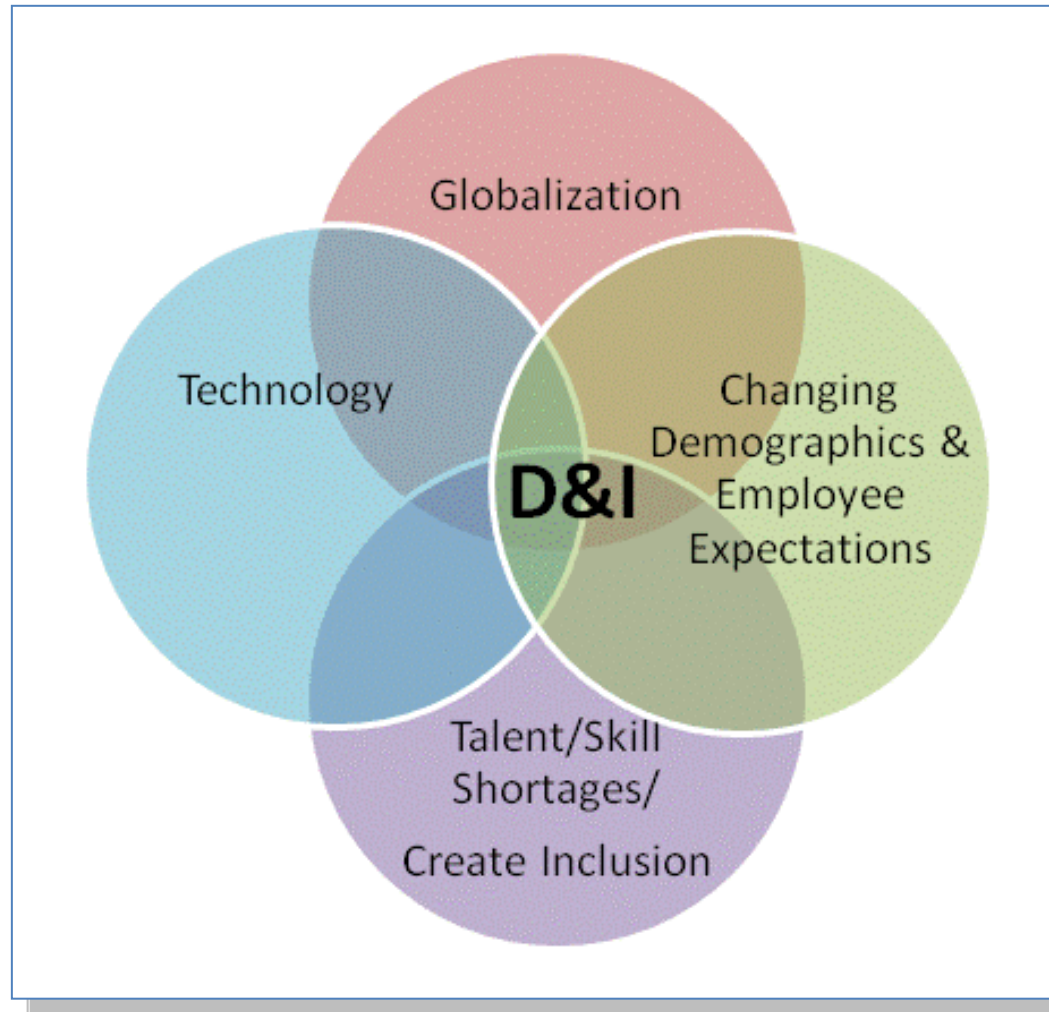 Globalization
Technology
Changing
Demographics &
Employee
Expectations
D&I
Talent/Skill
Shortages/
Create Inclusion